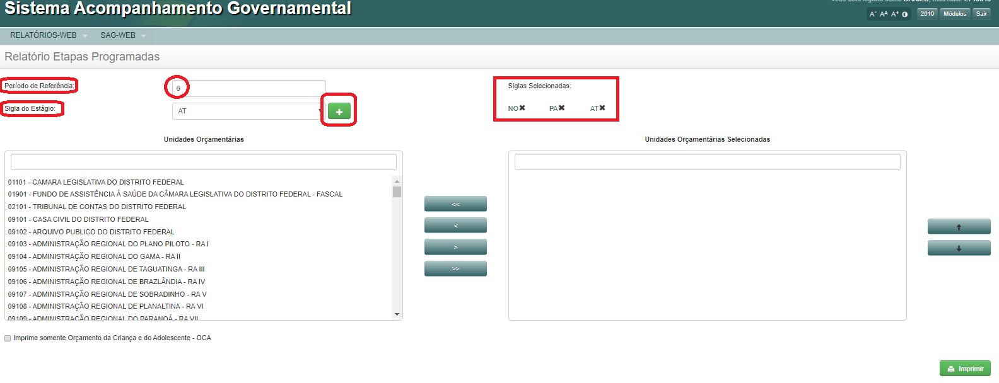 Sistema Acompanhamento Governamental
A⁻ Aᴬ A⁺ 2019 Módulos Sair
RELATÓRIOS-WEB SAG-WEB
Relatório Etapas Programadas
Período de Referência: 6
Siglas Selecionadas:
Sigla do Estágio: AT +
NO✖ PA✖ AT✖
Unidades Orçamentárias
Unidades Orçamentárias Selecionadas
01101 - CAMARA LEGISLATIVA DO DISTRITO FEDERAL
01901 - FUNDO DE ASSISTÊNCIA À SAÚDE DA CÂMARA LEGISLATIVA DO DISTRITO FEDERAL - FASCAL
02101 - TRIBUNAL DE CONTAS DO DISTRITO FEDERAL
09101 - CASA CIVIL DO DISTRITO FEDERAL
09102 - ARQUIVO PUBLICO DO DISTRITO FEDERAL
09103 - ADMINISTRAÇÃO REGIONAL DO PLANO PILOTO - RA I
09104 - ADMINISTRAÇÃO REGIONAL DO GAMA - RA II
09105 - ADMINISTRAÇÃO REGIONAL DE TAGUATINGA - RA III
09106 - ADMINISTRAÇÃO REGIONAL DE BRAZLÂNDIA - RA IV
09107 - ADMINISTRAÇÃO REGIONAL DE SOBRADINHO - RA V
09108 - ADMINISTRAÇÃO REGIONAL DE PLANALTINA - RA VI
09109 - ADMINISTRAÇÃO REGIONAL DO PARANOÁ - RA VII
<<
<
>
>>
Imprime somente Orçamento da Criança e do Adolescente - OCA
Imprimir